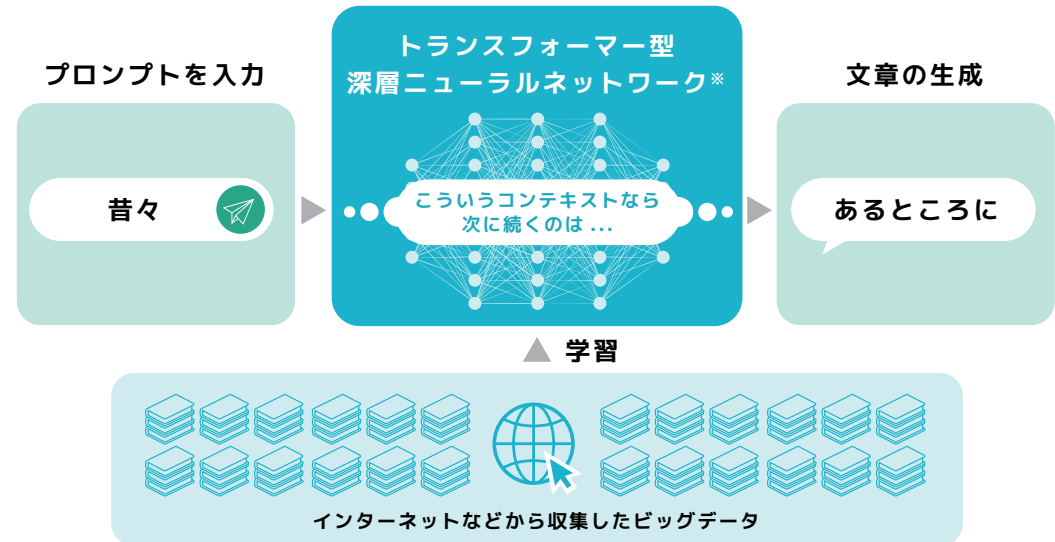 プロンプトを入力
昔々
トランスフォーマー型
深層ニューラルネットワーク※
こういうコンテキストなら
次に続くのは ...
文章の生成
あるところに
学習
インターネットなどから収集したビッグデータ